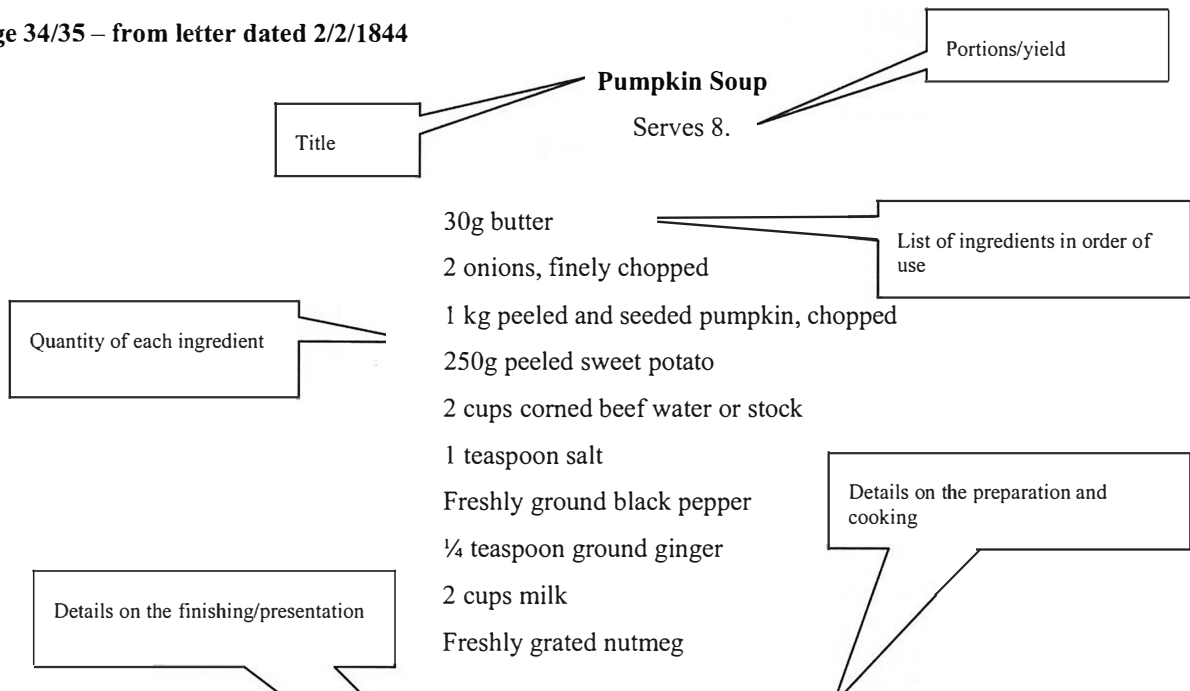 ge 34/35 – from letter dated 2/2/1844
Portions/yield
Pumpkin Soup
Serves 8.
Title
30g butter
List of ingredients in order of
use
2 onions, finely chopped
1 kg peeled and seeded pumpkin, chopped
Quantity of each ingredient
250g peeled sweet potato
2 cups corned beef water or stock
1 teaspoon salt
Details on the preparation and
cooking
Freshly ground black pepper
¼ teaspoon ground ginger
2 cups milk
Details on the finishing/presentation
Freshly grated nutmeg